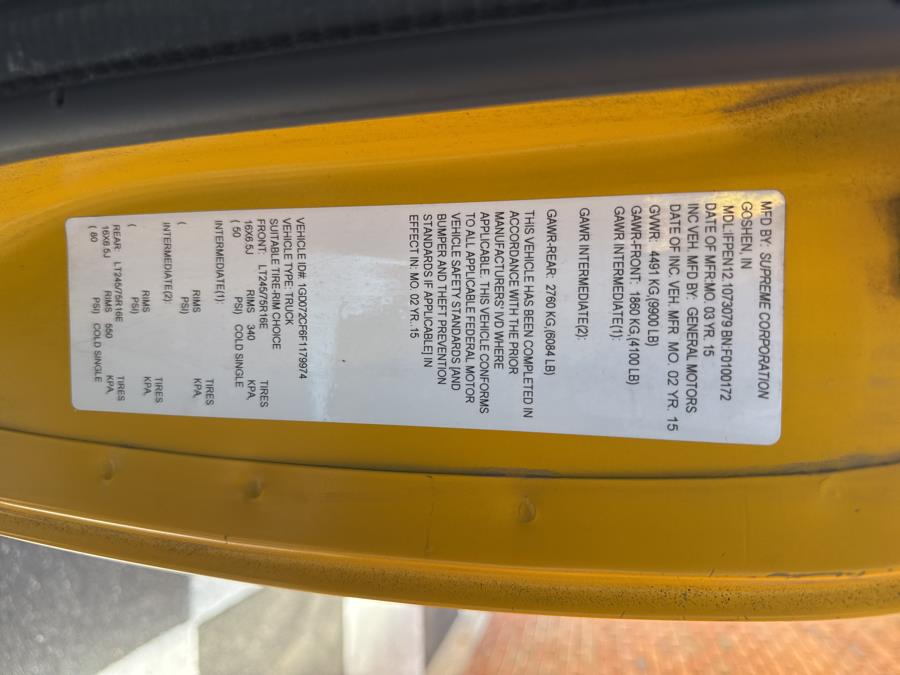 MFD BY: SUPREME CORPORATION
GOSHEN, IN
MDL:IFPEN12.1073079 BN:F0100172
DATE OF MFR:MO. 03 YR. 15
INC VEH. MFD BY: GENERAL MOTORS
DATE OF INC. VEH. MFR. MO. 02 YR. 15
GVWR: 4491 KG,(9900 LB)
GAWR-FRONT: 1860 KG,(4100 LB)
GAWR INTERMEDIATE(1):
GAWR INTERMEDIATE(2):
GAWR-REAR: 2760 KG,(6084 LB)
THIS VEHICLE HAS BEEN COMPLETED IN
ACCORDANCE WITH THE PRIOR
MANUFACTURERS' IVD WHERE
APPLICABLE. THIS VEHICLE CONFORMS
TO ALL APPLICABLE FEDERAL MOTOR
VEHICLE SAFETY STANDARDS [AND
BUMPER AND THEFT PREVENTION
STANDARDS IF APPLICABLE] IN
EFFECT IN: MO. 02 YR. 15
VEHICLE ID#: 1GD072CF6F1179974
VEHICLE TYPE: TRUCK
SUITABLE TIRE-RIM CHOICE
FRONT: LT245/75R16E TIRES
16X6.5J RIMS 340 KPA,
( 50 PSI) COLD SINGLE
INTERMEDIATE(1):
TIRES
RIMS KPA,
( PSI)
INTERMEDIATE(2):
TIRES
RIMS KPA,
( PSI)
REAR: LT245/75R16E TIRES
16X6.5J RIMS 550 KPA,
( 80 PSI) COLD SINGLE